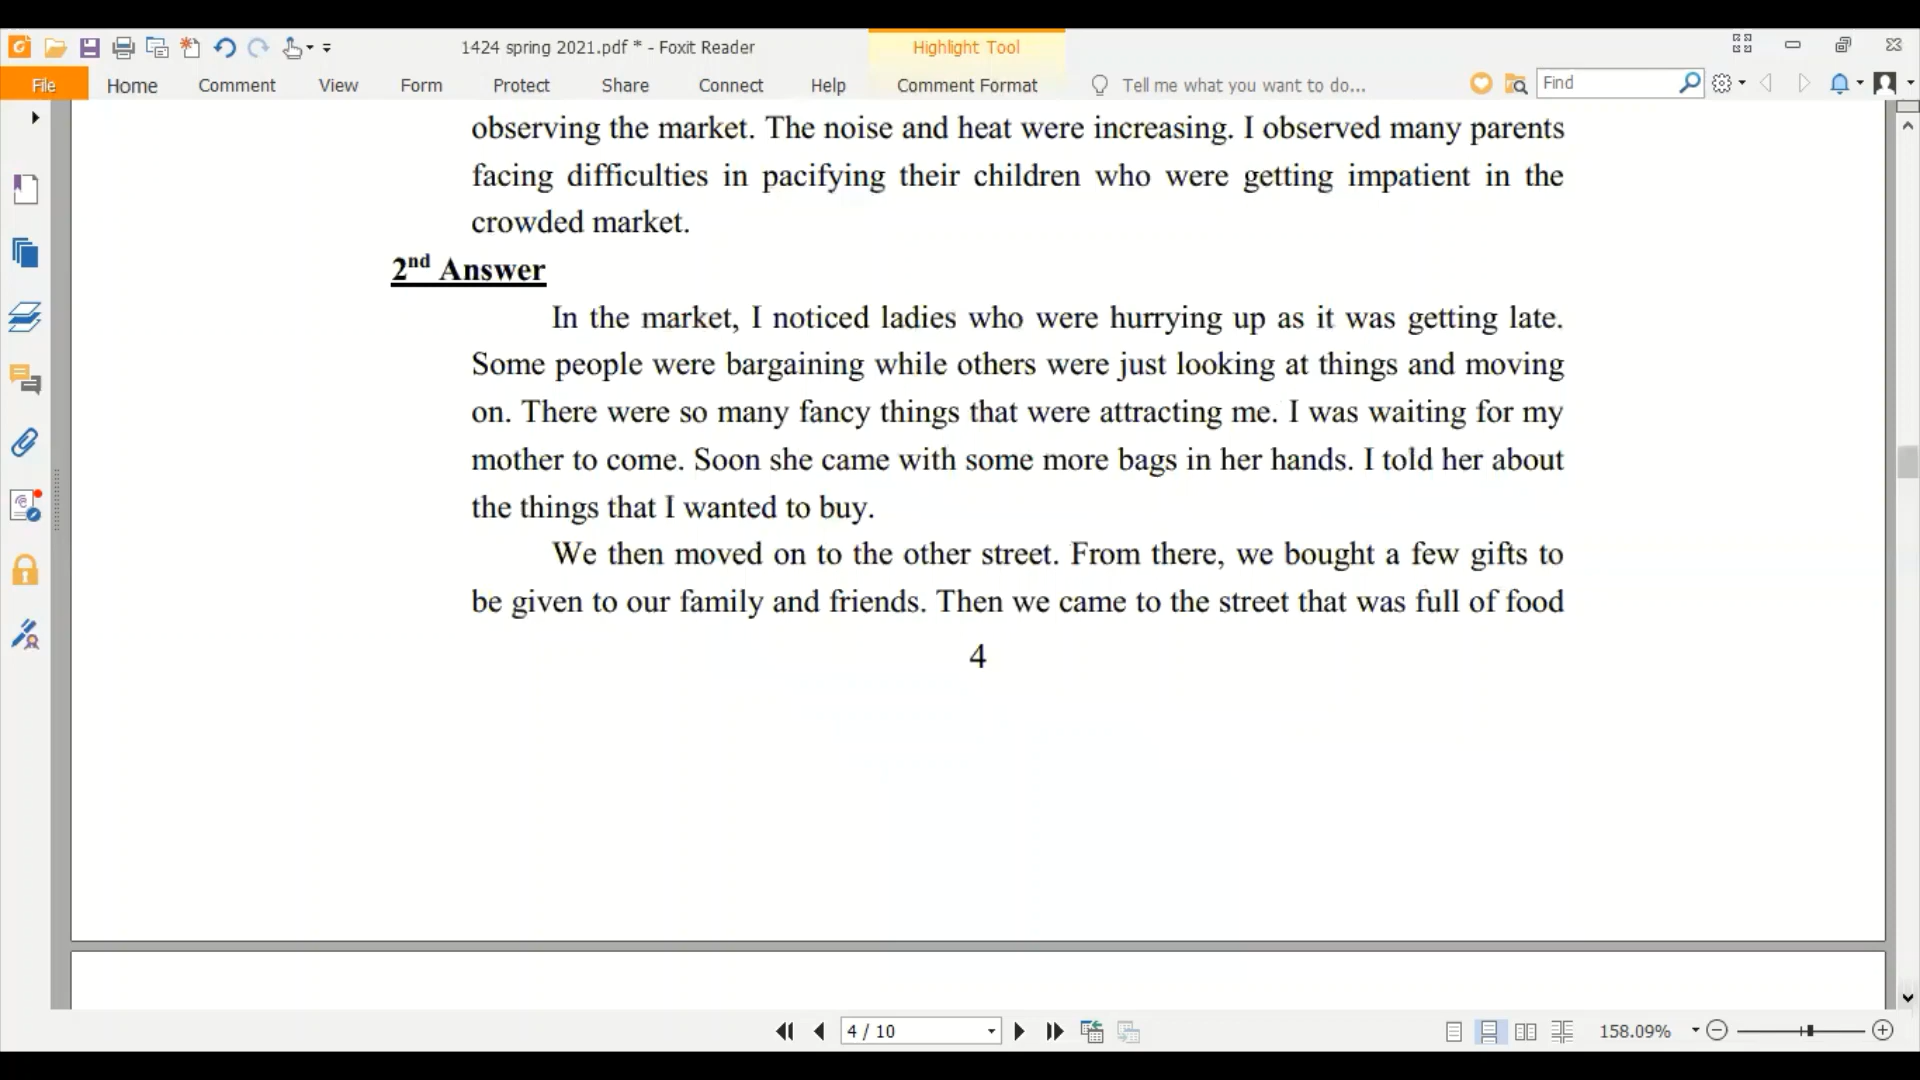 1424 spring 2021.pdf * - Foxit Reader
Highlight Tool
File Home Comment View Form Protect Share Connect Help Comment Format Tell me what you want to do... Find
observing the market. The noise and heat were increasing. I observed many parents
facing difficulties in pacifying their children who were getting impatient in the
crowded market.
2nd Answer
In the market, I noticed ladies who were hurrying up as it was getting late.
Some people were bargaining while others were just looking at things and moving
on. There were so many fancy things that were attracting me. I was waiting for my
mother to come. Soon she came with some more bags in her hands. I told her about
the things that I wanted to buy.
We then moved on to the other street. From there, we bought a few gifts to
be given to our family and friends. Then we came to the street that was full of food
4
4 / 10
158.09%